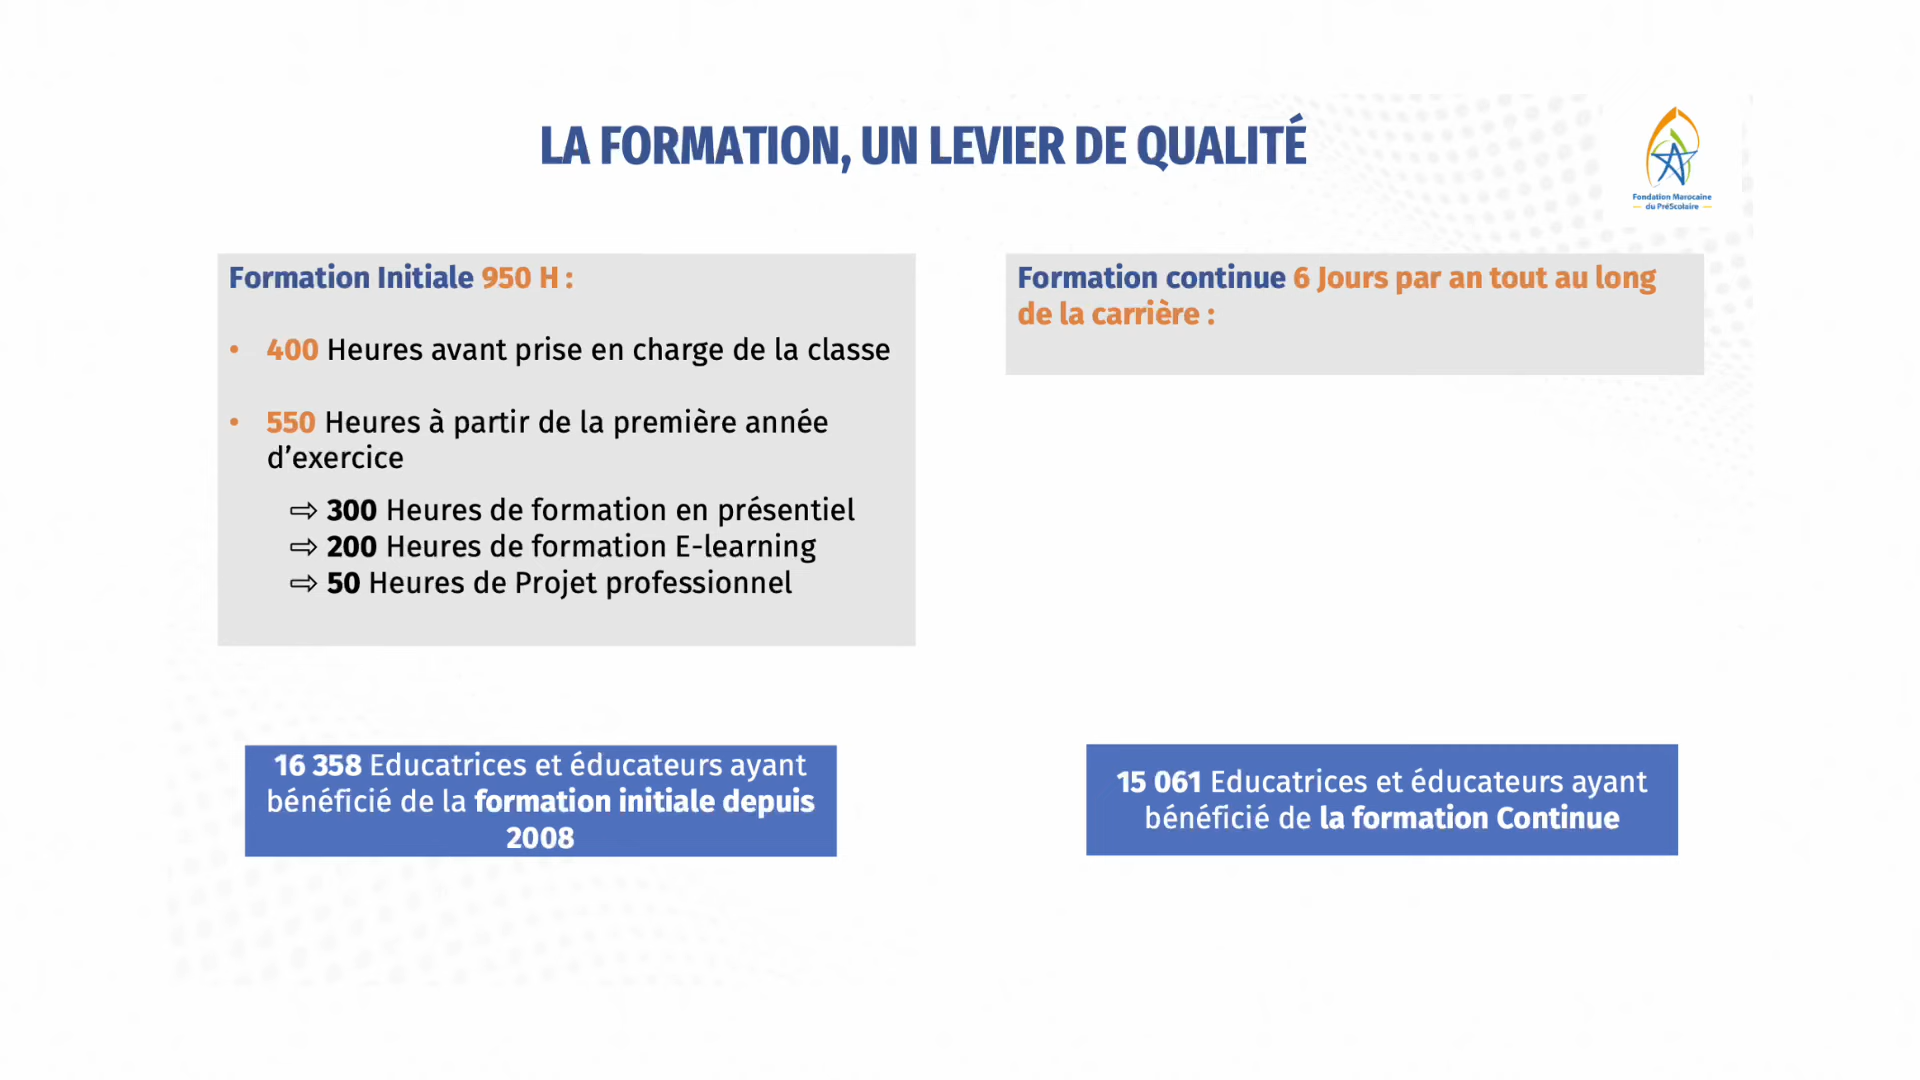 LA FORMATION, UN LEVIER DE QUALITÉ
Fondation Marocaine
du PréScolaire
Formation Initiale 950 H :
• 400 Heures avant prise en charge de la classe
• 550 Heures à partir de la première année
d’exercice
⇨ 300 Heures de formation en présentiel
⇨ 200 Heures de formation E-learning
⇨ 50 Heures de Projet professionnel
Formation continue 6 Jours par an tout au long
de la carrière :
16 358 Educatrices et éducateurs ayant
bénéficié de la formation initiale depuis
2008
15 061 Educatrices et éducateurs ayant
bénéficié de la formation Continue